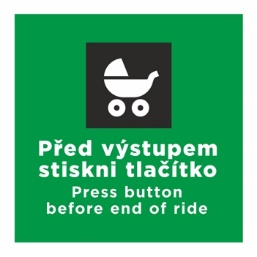 Před výstupem
stiskni tlačítko
Press button
before end of ride